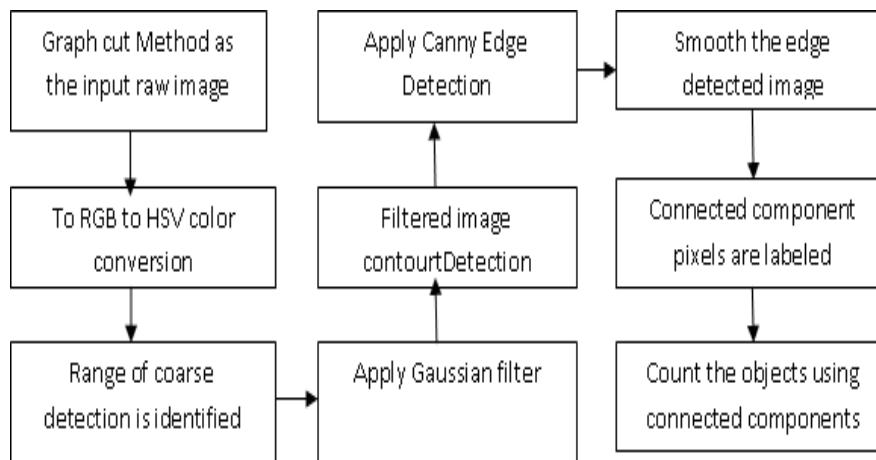 Graph cut Method as
the input raw image
To RGB to HSV color
conversion
Range of coarse
detection is identified
Apply Gaussian filter
Filtered image
contourtDetection
Apply Canny Edge
Detection
Smooth the edge
detected image
Connected component
pixels are labeled
Count the objects using
connected components